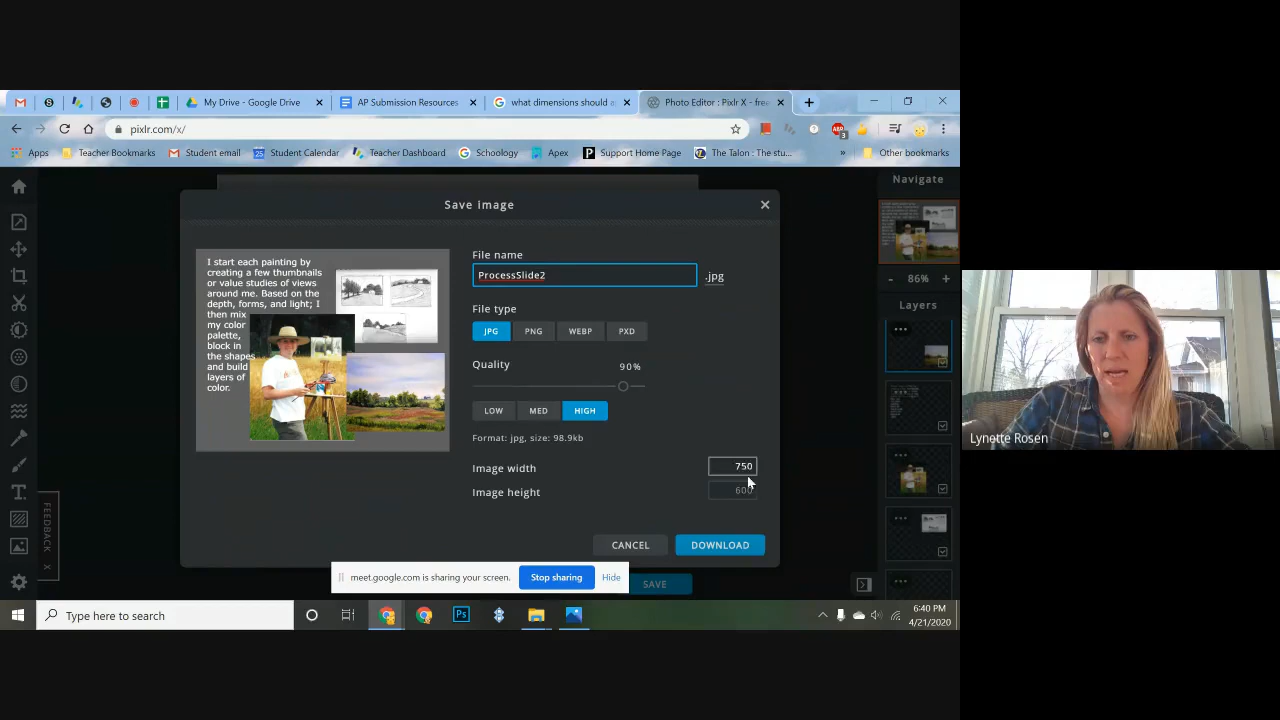 My Drive - Google Drive
AP Submission Resources
what dimensions should
Photo Editor : Pixlr X - free
pixlr.com/x/
ABP
3
Apps
Teacher Bookmarks
Student email
25
Student Calendar
Teacher Dashboard
Schoology
Apex
Support Home Page
The Talon : The stu...
»
Other bookmarks
Save image
Navigate
I start each painting by
creating a few thumbnails
or value studies of views
around me. Based on the
depth, forms, and light; I
then mix
my color
palette,
block in
the shapes
and build
layers of
color.
File name
ProcessSlide2
.jpg
File type
JPG
PNG
WEBP
PXD
Quality
90%
LOW
MED
HIGH
Format: jpg, size: 98.9kb
Image width
750
Image height
600
CANCEL
DOWNLOAD
- 86% +
Layers
FEEDBACK
X
meet.google.com is sharing your screen.
Stop sharing
Hide
SAVE
Type here to search
Ps
6:40 PM
4/21/2020
Lynette Rosen